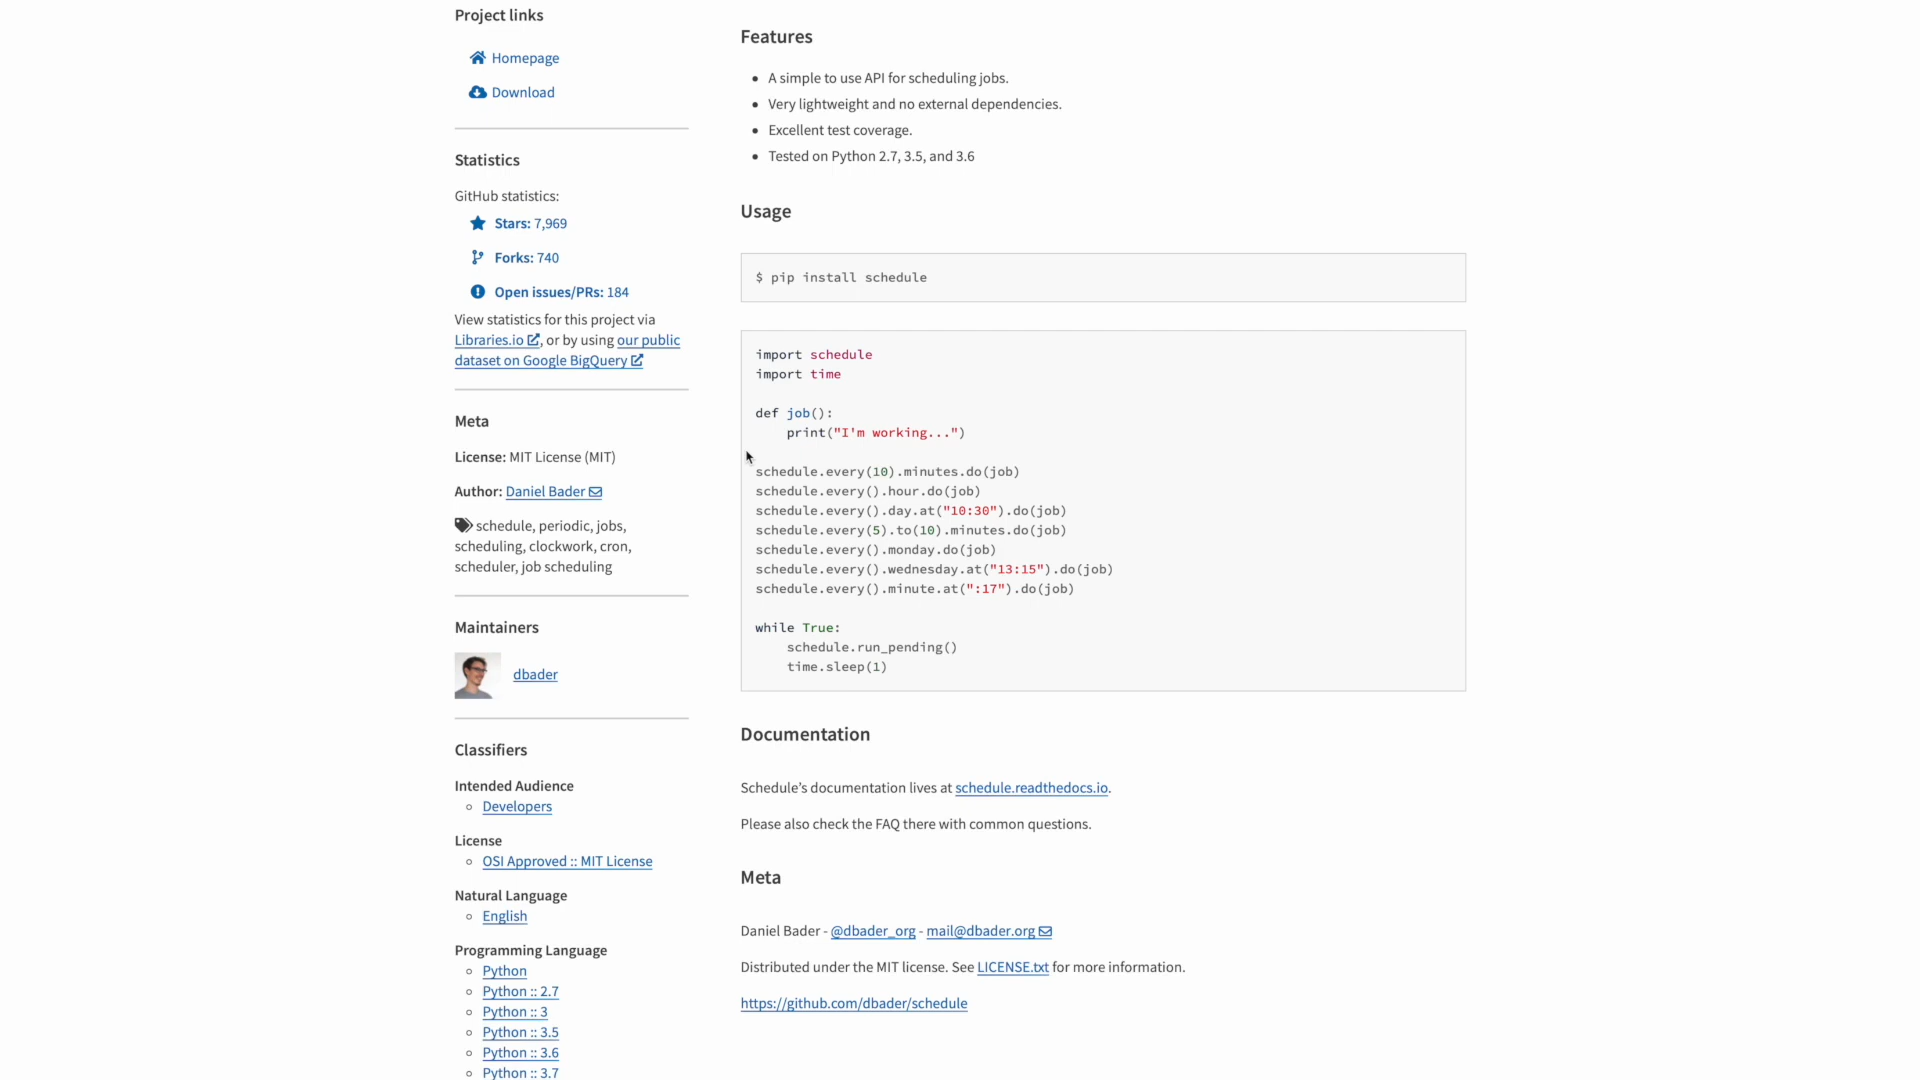 Project links
Homepage
Download
Statistics
GitHub statistics:
Stars: 7,969
Forks: 740
Open issues/PRs: 184
View statistics for this project via
Libraries.io, or by using our public
dataset on Google BigQuery
Meta
License: MIT License (MIT)
Author: Daniel Bader
schedule, periodic, jobs,
scheduling, clockwork, cron,
scheduler, job scheduling
Maintainers
dbader
Classifiers
Intended Audience
Developers
License
OSI Approved :: MIT License
Natural Language
English
Programming Language
Python
Python :: 2.7
Python :: 3
Python :: 3.5
Python :: 3.6
Python :: 3.7
Features
A simple to use API for scheduling jobs.
Very lightweight and no external dependencies.
Excellent test coverage.
Tested on Python 2.7, 3.5, and 3.6
Usage
$ pip install schedule
import schedule
import time
def job():
    print("I'm working...")
schedule.every(10).minutes.do(job)
schedule.every().hour.do(job)
schedule.every().day.at("10:30").do(job)
schedule.every(5).to(10).minutes.do(job)
schedule.every().monday.do(job)
schedule.every().wednesday.at("13:15").do(job)
schedule.every().minute.at(":17").do(job)
while True:
    schedule.run_pending()
    time.sleep(1)
Documentation
Schedule’s documentation lives at schedule.readthedocs.io.
Please also check the FAQ there with common questions.
Meta
Daniel Bader - @dbader_org - mail@dbader.org
Distributed under the MIT license. See LICENSE.txt for more information.
https://github.com/dbader/schedule